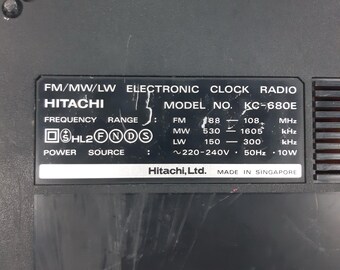 FM/MW/LW ELECTRONIC CLOCK RADIO
HITACHI MODEL NO. KC-680E
FREQUENCY RANGE : FM 88 — 108 MHz
S HL2 F N D S MW 530 — 1605 kHz
LW 150 — 300 kHz
POWER SOURCE : ~220-240V · 50Hz · 10W
Hitachi, Ltd. MADE IN SINGAPORE